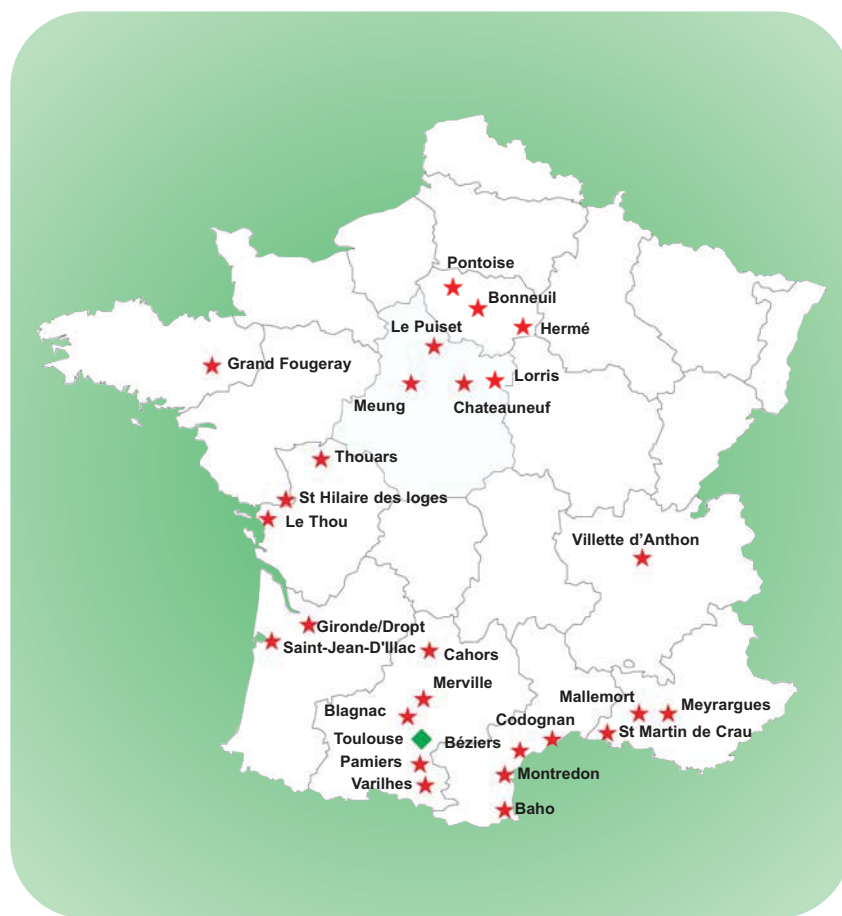 Pontoise
Bonneuil
Le Puiset
Hermé
Grand Fougeray
Lorris
Meung
Chateauneuf
Thouars
St Hilaire des loges
Le Thou
Villette d'Anthon
Gironde/Dropt
Saint-Jean-D'Illac
Cahors
Merville
Mallemort
Meyrargues
Blagnac
Codognan
St Martin de Crau
Toulouse
Béziers
Pamiers
Montredon
Varilhes
Baho